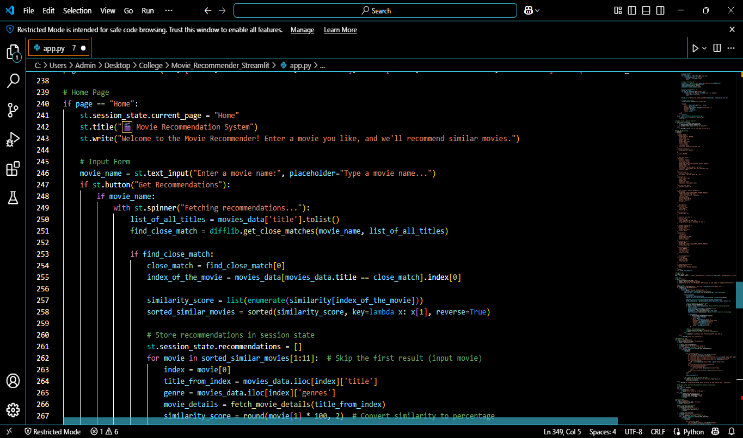 File Edit Selection View Go Run ··· Search
Restricted Mode is intended for safe code browsing. Trust this window to enable all features. Manage Learn More
app.py 7
C: > Users > Admin > Desktop > College > Movie_Recommender_Streamlit > app.py > ...
238
239 # Home Page
240 if page == "Home":
241 st.session_state.current_page = "Home"
242 st.title("🎬 Movie Recommendation System")
243 st.write("Welcome to the Movie Recommender! Enter a movie you like, and we'll recommend similar movies.")
244
245 # Input Form
246 movie_name = st.text_input("Enter a movie name:", placeholder="Type a movie name...")
247 if st.button("Get Recommendations"):
248 if movie_name:
249 with st.spinner("Fetching recommendations..."):
250 list_of_all_titles = movies_data['title'].tolist()
251 find_close_match = difflib.get_close_matches(movie_name, list_of_all_titles)
252
253 if find_close_match:
254 close_match = find_close_match[0]
255 index_of_the_movie = movies_data[movies_data.title == close_match].index[0]
256
257 similarity_score = list(enumerate(similarity[index_of_the_movie]))
258 sorted_similar_movies = sorted(similarity_score, key=lambda x: x[1], reverse=True)
259
260 # Store recommendations in session state
261 st.session_state.recommendations = []
262 for movie in sorted_similar_movies[1:11]: # Skip the first result (input movie)
263 index = movie[0]
264 title_from_index = movies_data.iloc[index]['title']
265 genre = movies_data.iloc[index]['genres']
266 movie_details = fetch_movie_details(title_from_index)
267 similarity_score = round(movie[1] * 100, 2) # Convert similarity to percentage
Restricted Mode 1 6 Ln 349, Col 5 Spaces: 4 UTF-8 CRLF Python